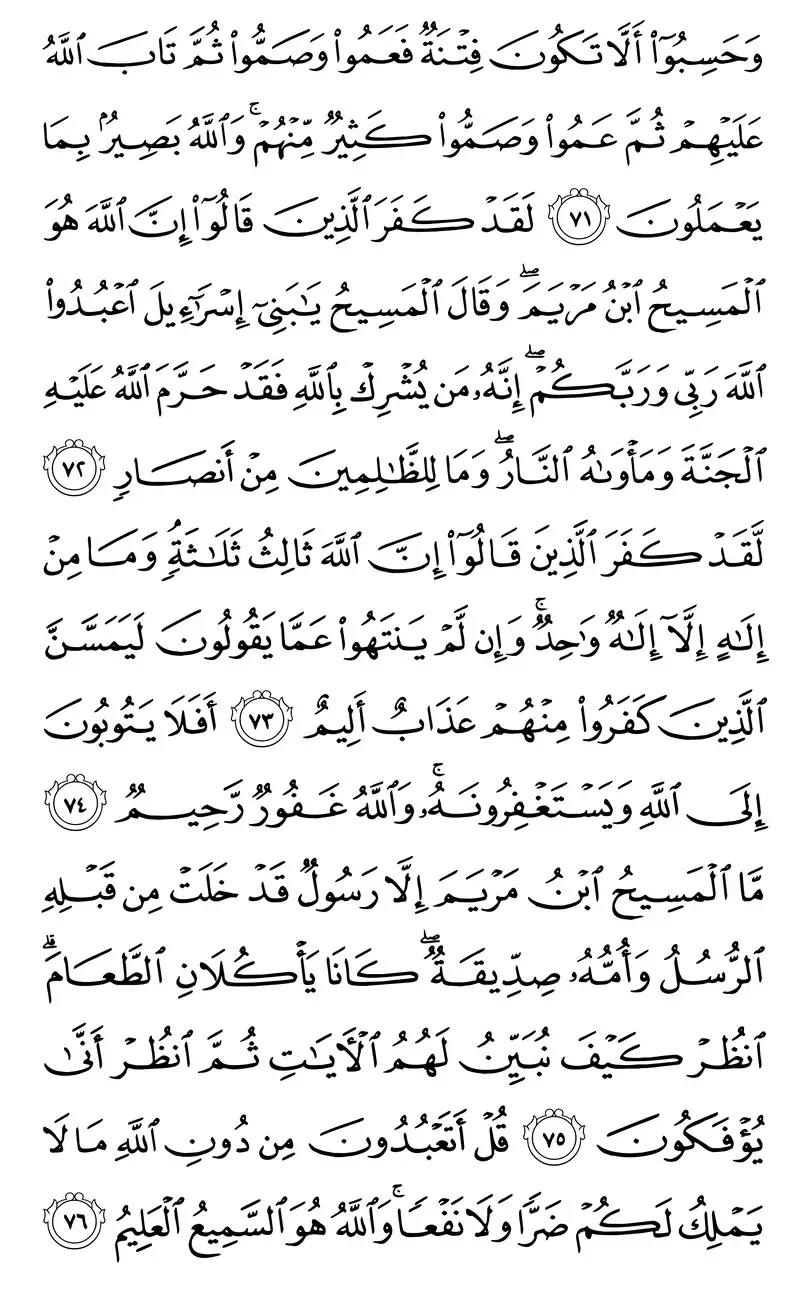 وَحَسِبُوٓا۟ أَلَّا تَكُونَ فِتْنَةٌ فَعَمُوا۟ وَصَمُّوا۟ ثُمَّ تَابَ ٱللَّهُ
عَلَيْهِمْ ثُمَّ عَمُوا۟ وَصَمُّوا۟ كَثِيرٌ مِّنْهُمْ ۚ وَٱللَّهُ بَصِيرٌۢ بِمَا
يَعْمَلُونَ ٧١ لَقَدْ كَفَرَ ٱلَّذِينَ قَالُوٓا۟ إِنَّ ٱللَّهَ هُوَ
ٱلْمَسِيحُ ٱبْنُ مَرْيَمَ ۖ وَقَالَ ٱلْمَسِيحُ يَـٰبَنِىٓ إِسْرَٰٓءِيلَ ٱعْبُدُوا۟
ٱللَّهَ رَبِّى وَرَبَّكُمْ ۖ إِنَّهُۥ مَن يُشْرِكْ بِٱللَّهِ فَقَدْ حَرَّمَ ٱللَّهُ عَلَيْهِ
ٱلْجَنَّةَ وَمَأْوَىٰهُ ٱلنَّارُ ۖ وَمَا لِلظَّـٰلِمِينَ مِنْ أَنصَارٍ ٧٢
لَّقَدْ كَفَرَ ٱلَّذِينَ قَالُوٓا۟ إِنَّ ٱللَّهَ ثَالِثُ ثَلَـٰثَةٍ ۘ وَمَا مِنْ
إِلَـٰهٍ إِلَّآ إِلَـٰهٌ وَٰحِدٌ ۚ وَإِن لَّمْ يَنتَهُوا۟ عَمَّا يَقُولُونَ لَيَمَسَّنَّ
ٱلَّذِينَ كَفَرُوا۟ مِنْهُمْ عَذَابٌ أَلِيمٌ ٧٣ أَفَلَا يَتُوبُونَ
إِلَى ٱللَّهِ وَيَسْتَغْفِرُونَهُۥ ۚ وَٱللَّهُ غَفُورٌ رَّحِيمٌ ٧٤
مَّا ٱلْمَسِيحُ ٱبْنُ مَرْيَمَ إِلَّا رَسُولٌ قَدْ خَلَتْ مِن قَبْلِهِ
ٱلرُّسُلُ وَأُمُّهُۥ صِدِّيقَةٌ ۖ كَانَا يَأْكُلَانِ ٱلطَّعَامَ ۗ
ٱنظُرْ كَيْفَ نُبَيِّنُ لَهُمُ ٱلْـَٔايَـٰتِ ثُمَّ ٱنظُرْ أَنَّىٰ
يُؤْفَكُونَ ٧٥ قُلْ أَتَعْبُدُونَ مِن دُونِ ٱللَّهِ مَا لَا
يَمْلِكُ لَكُمْ ضَرًّا وَلَا نَفْعًا ۚ وَٱللَّهُ هُوَ ٱلسَّمِيعُ ٱلْعَلِيمُ ٧٦